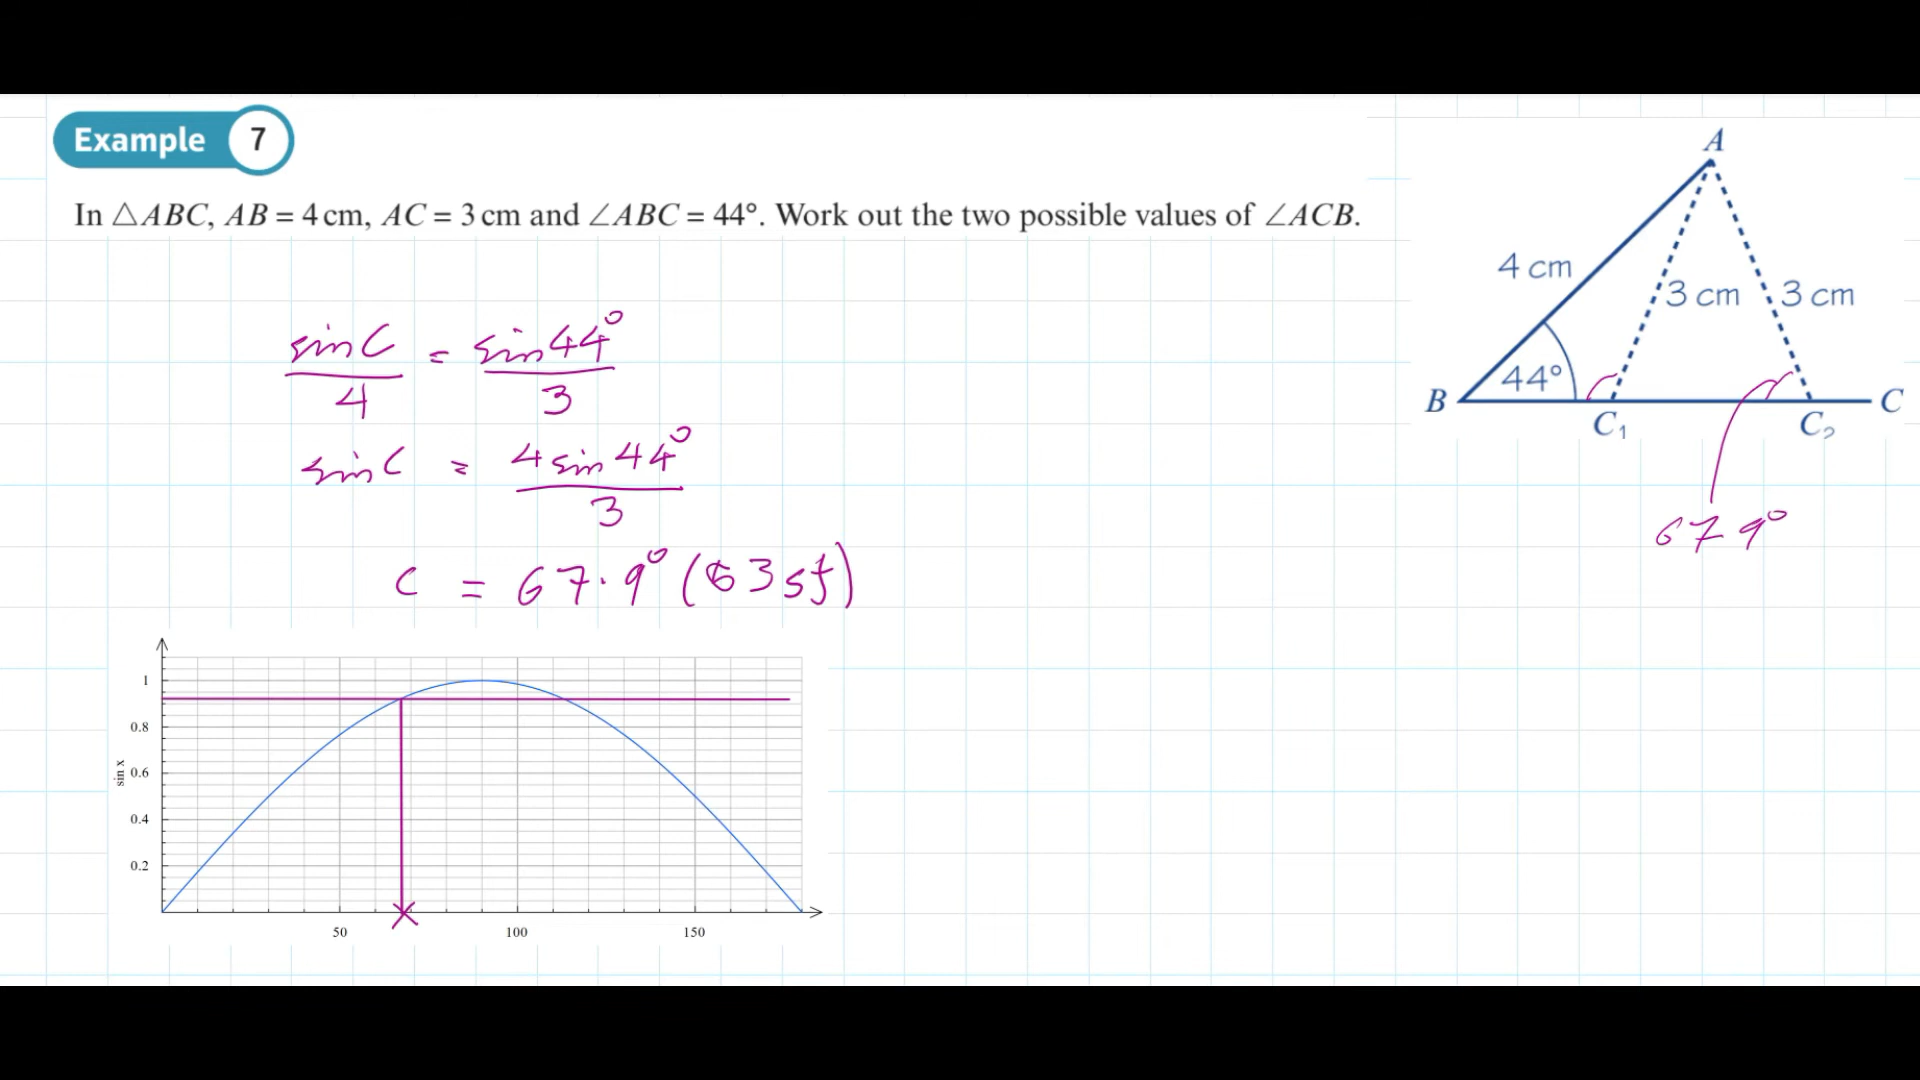 Example 7
In △ABC, AB = 4 cm, AC = 3 cm and ∠ABC = 44°. Work out the two possible values of ∠ACB.
A
4 cm
3 cm
3 cm
44°
B
C₁
C₂
C
67.9°
sin C / 4 = sin 44° / 3
sin C = 4 sin 44° / 3
C = 67.9° (3sf)
sin x
1
0.8
0.6
0.4
0.2
50
100
150